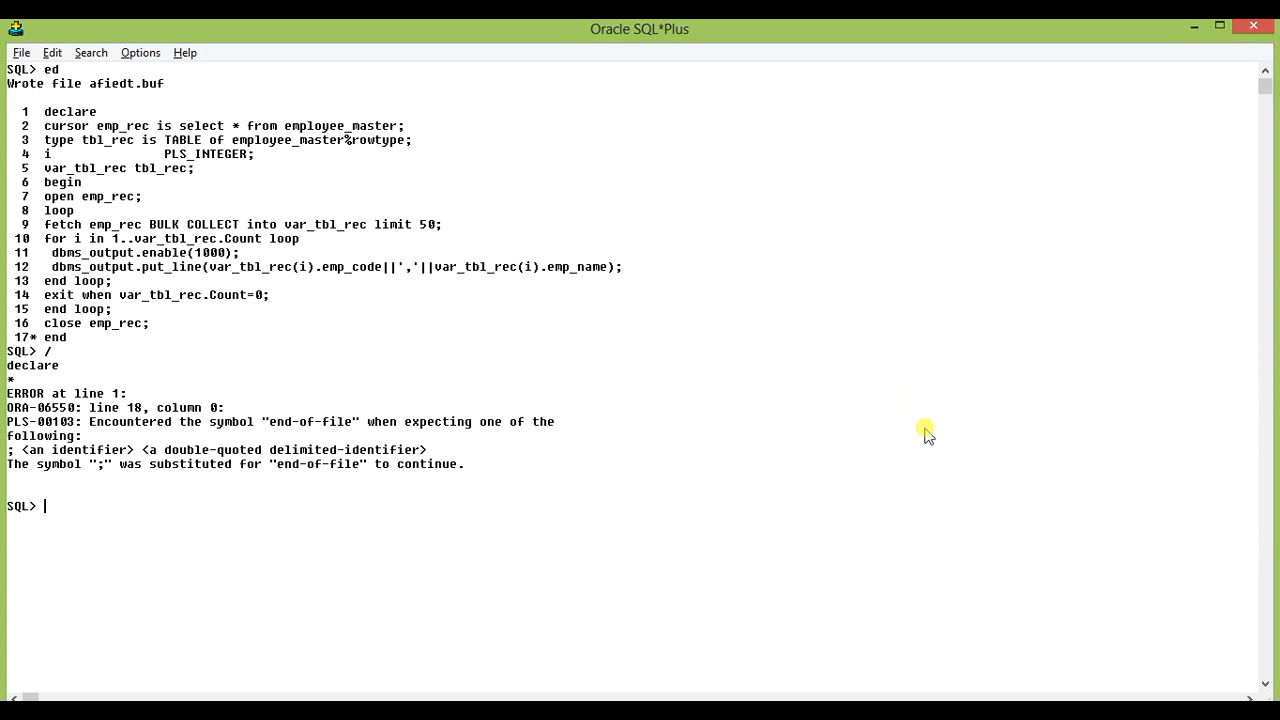 Oracle SQL*Plus
File Edit Search Options Help
SQL> ed
Wrote file afiedt.buf
1 declare
2 cursor emp_rec is select * from employee_master;
3 type tbl_rec is TABLE of employee_master%rowtype;
4 i PLS_INTEGER;
5 var_tbl_rec tbl_rec;
6 begin
7 open emp_rec;
8 loop
9 fetch emp_rec BULK COLLECT into var_tbl_rec limit 50;
10 for i in 1..var_tbl_rec.Count loop
11 dbms_output.enable(1000);
12 dbms_output.put_line(var_tbl_rec(i).emp_code||','||var_tbl_rec(i).emp_name);
13 end loop;
14 exit when var_tbl_rec.Count=0;
15 end loop;
16 close emp_rec;
17* end
SQL> /
declare
*
ERROR at line 1:
ORA-06550: line 18, column 0:
PLS-00103: Encountered the symbol "end-of-file" when expecting one of the
following:
; <an identifier> <a double-quoted delimited-identifier>
The symbol ";" was substituted for "end-of-file" to continue.
SQL>